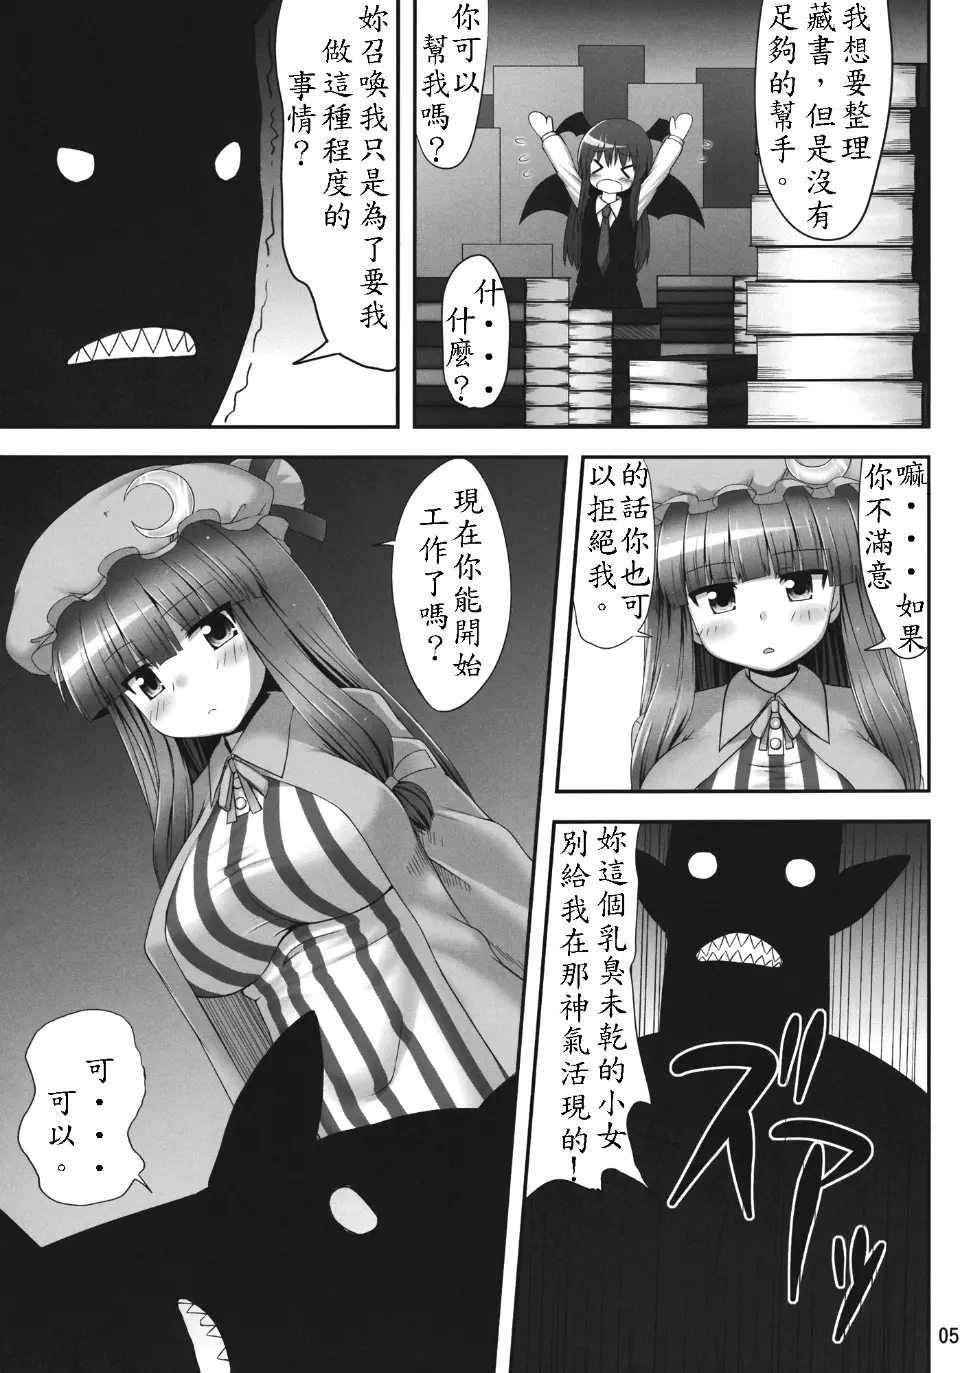 我想要整理
藏書，但是沒有
足夠的幫手。
你可以
幫我嗎？
什・・・
什麼？
妳召喚我只是為了要我
做這種程度的
事情？
嘛・・・如果
你不滿意
的話你也可
以拒絕我。
妳這個乳臭未乾的小女
別給我在那神氣活現的！
ズアッ
現在你能開始
工作了嗎？
可・・・
可以。
05